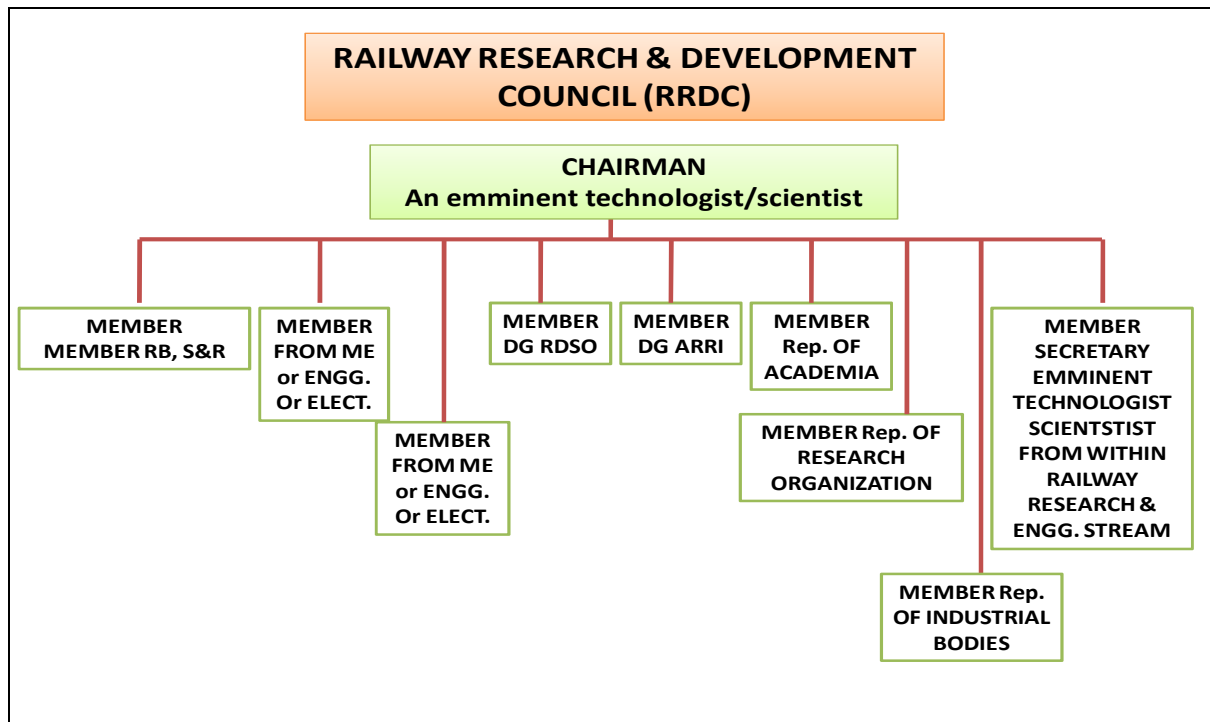 RAILWAY RESEARCH & DEVELOPMENT
COUNCIL (RRDC)
CHAIRMAN
An emminent technologist/scientist
MEMBER
MEMBER RB, S&R
MEMBER
FROM ME
or ENGG.
Or ELECT.
MEMBER
FROM ME
or ENGG.
Or ELECT.
MEMBER
DG RDSO
MEMBER
DG ARRI
MEMBER
Rep. OF
ACADEMIA
MEMBER Rep. OF
RESEARCH
ORGANIZATION
MEMBER Rep.
OF INDUSTRIAL
BODIES
MEMBER
SECRETARY
EMMINENT
TECHNOLOGIST
SCIENTSTIST
FROM WITHIN
RAILWAY
RESEARCH &
ENGG. STREAM